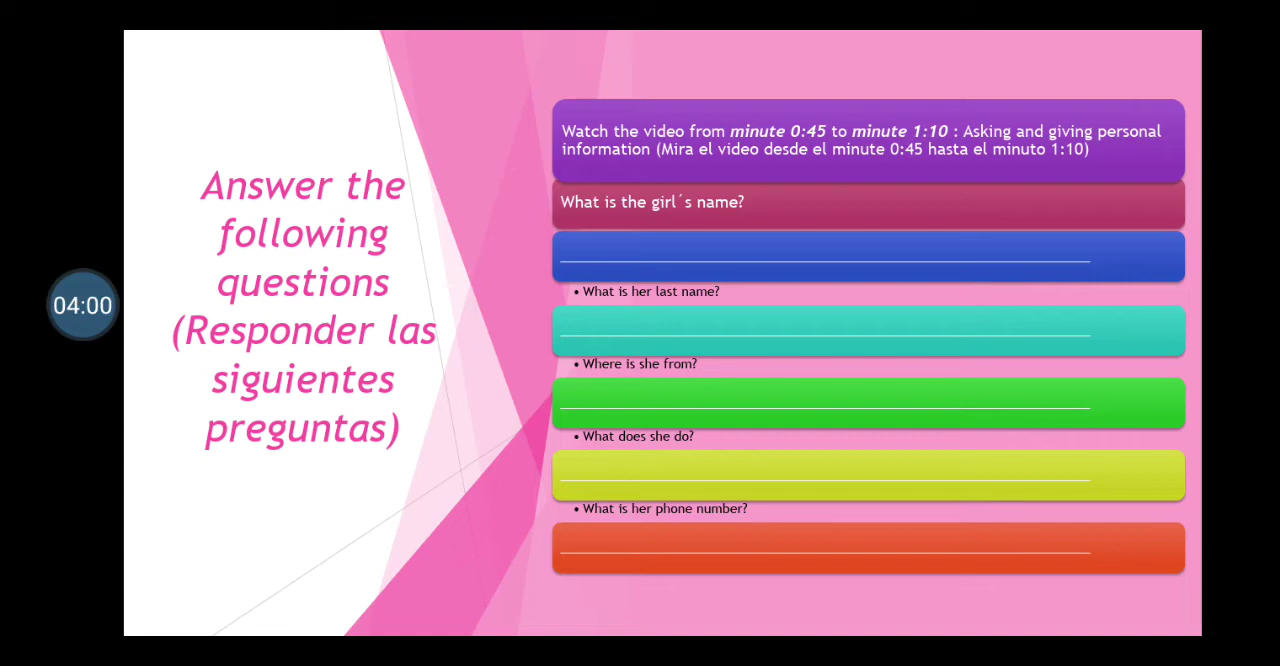 04:00
Answer the
following
questions
(Responder las
siguientes
preguntas)
Watch the video from minute 0:45 to minute 1:10 : Asking and giving personal
information (Mira el video desde el minute 0:45 hasta el minuto 1:10)
What is the girl´s name?
• What is her last name?
• Where is she from?
• What does she do?
• What is her phone number?